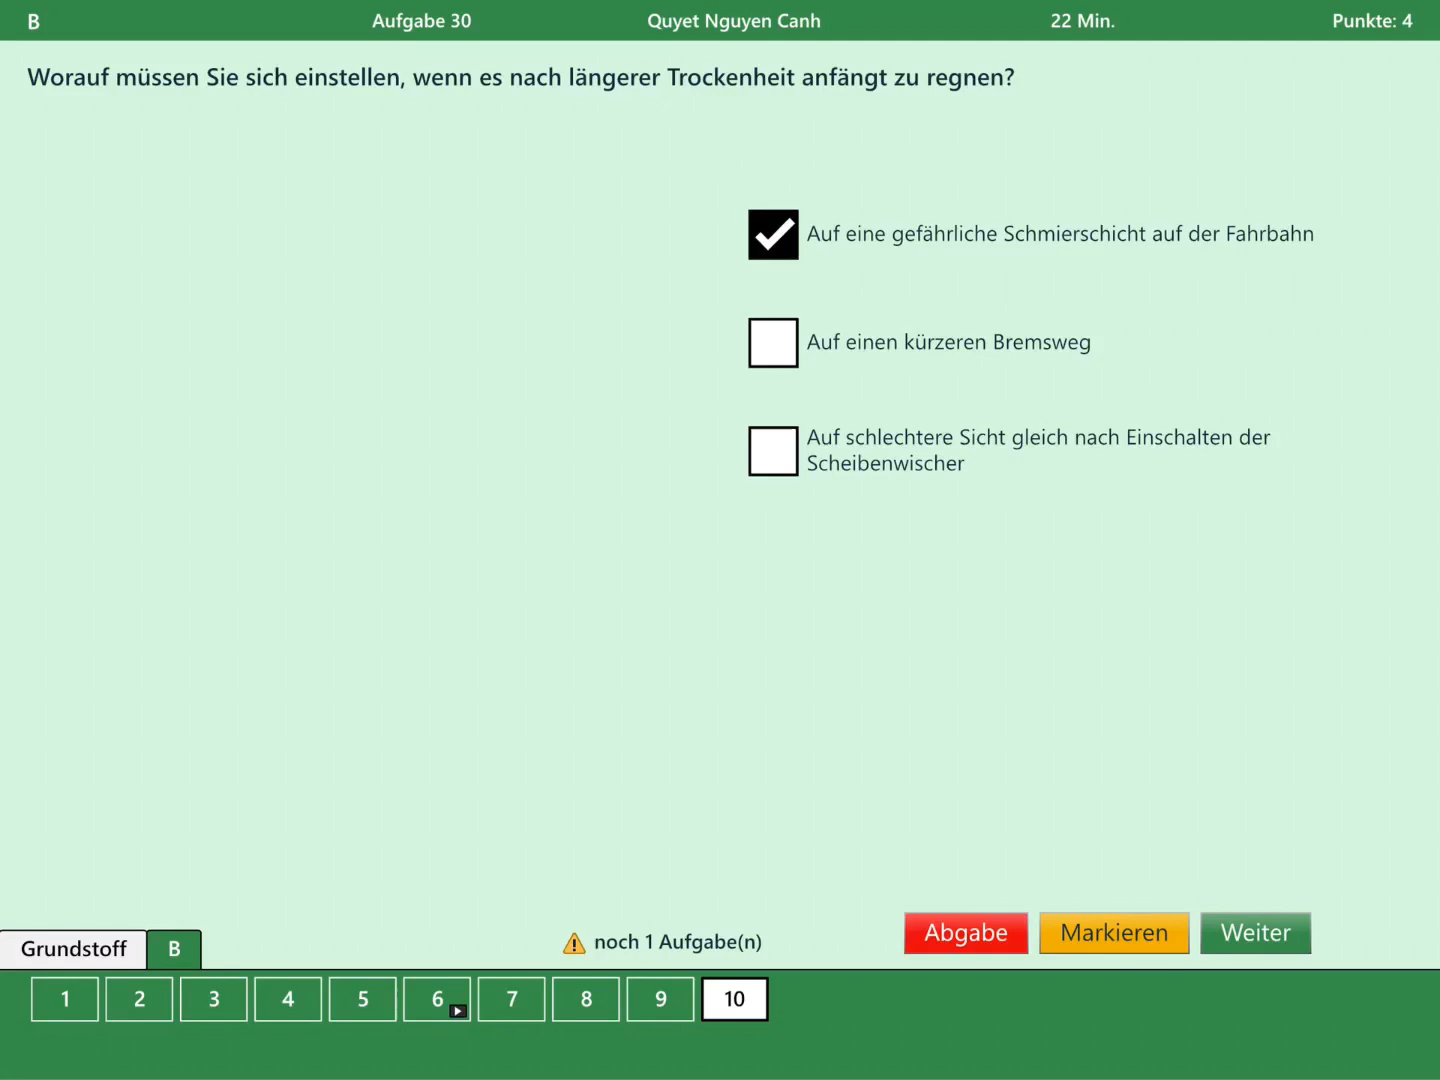 B Aufgabe 30 Quyet Nguyen Canh 22 Min. Punkte: 4
Worauf müssen Sie sich einstellen, wenn es nach längerer Trockenheit anfängt zu regnen?
Auf eine gefährliche Schmierschicht auf der Fahrbahn
Auf einen kürzeren Bremsweg
Auf schlechtere Sicht gleich nach Einschalten der
Scheibenwischer
Grundstoff B noch 1 Aufgabe(n) Abgabe Markieren Weiter
1 2 3 4 5 6 7 8 9 10